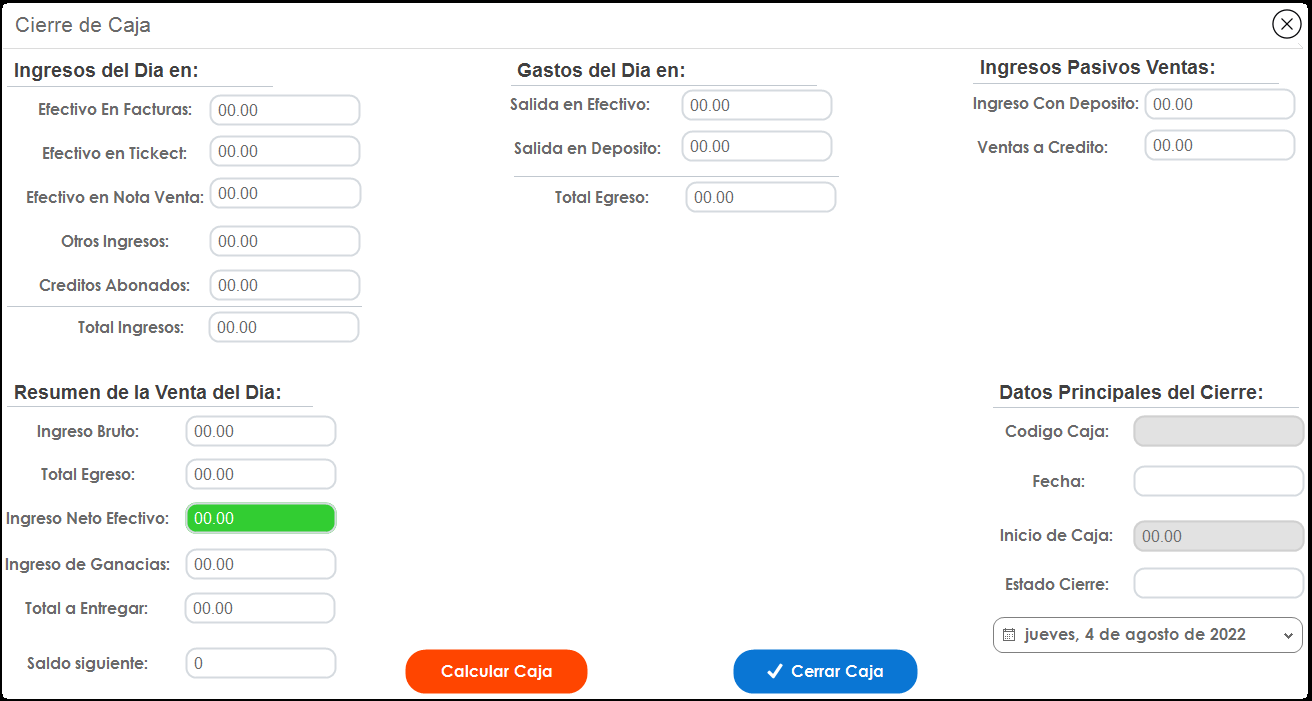 Cierre de Caja
Ingresos del Dia en:
Efectivo En Facturas: 00.00
Efectivo en Tickect: 00.00
Efectivo en Nota Venta: 00.00
Otros Ingresos: 00.00
Creditos Abonados: 00.00
Total Ingresos: 00.00
Gastos del Dia en:
Salida en Efectivo: 00.00
Salida en Deposito: 00.00
Total Egreso: 00.00
Ingresos Pasivos Ventas:
Ingreso Con Deposito: 00.00
Ventas a Credito: 00.00
Resumen de la Venta del Dia:
Ingreso Bruto: 00.00
Total Egreso: 00.00
Ingreso Neto Efectivo: 00.00
Ingreso de Ganacias: 00.00
Total a Entregar: 00.00
Saldo siguiente: 0
Calcular Caja
Cerrar Caja
Datos Principales del Cierre:
Codigo Caja:
Fecha:
Inicio de Caja: 00.00
Estado Cierre:
jueves, 4 de agosto de 2022